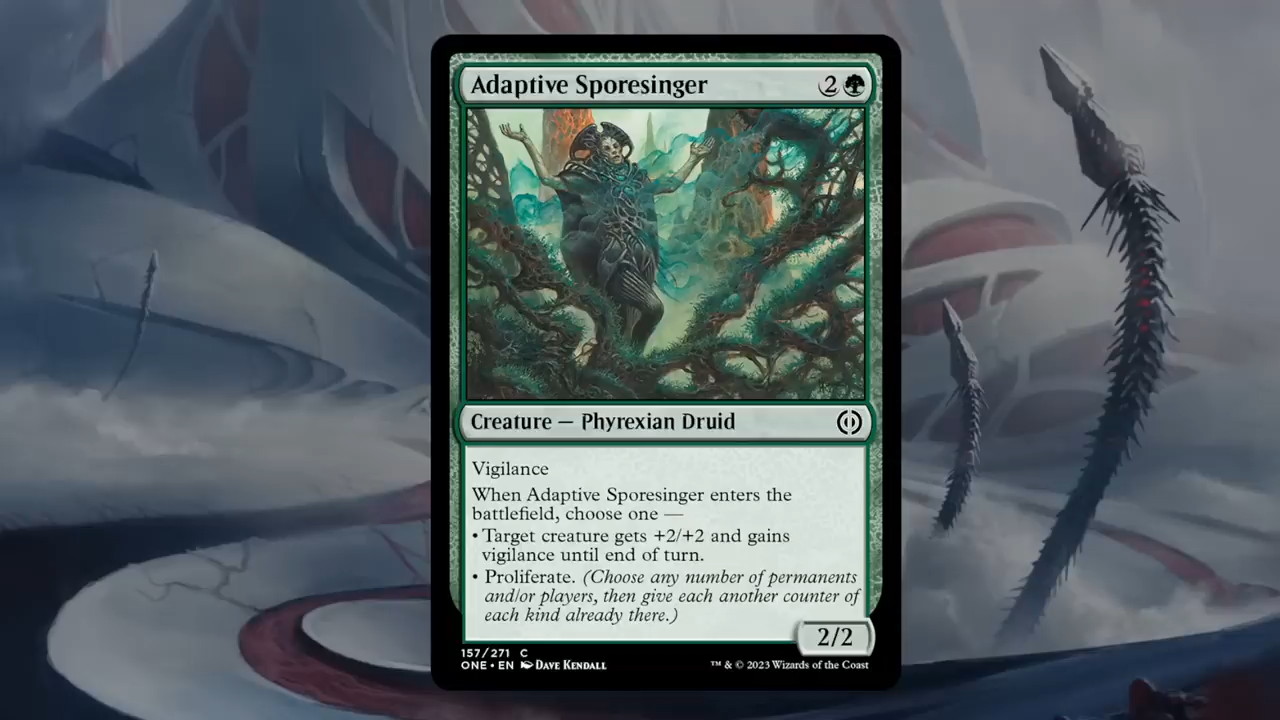 Adaptive Sporesinger 2
Creature — Phyrexian Druid
Vigilance
When Adaptive Sporesinger enters the
battlefield, choose one —
• Target creature gets +2/+2 and gains
vigilance until end of turn.
• Proliferate. (Choose any number of permanents
and/or players, then give each another counter of
each kind already there.)
2/2
157/271 C
ONE • EN Dave Kendall
™ & © 2023 Wizards of the Coast